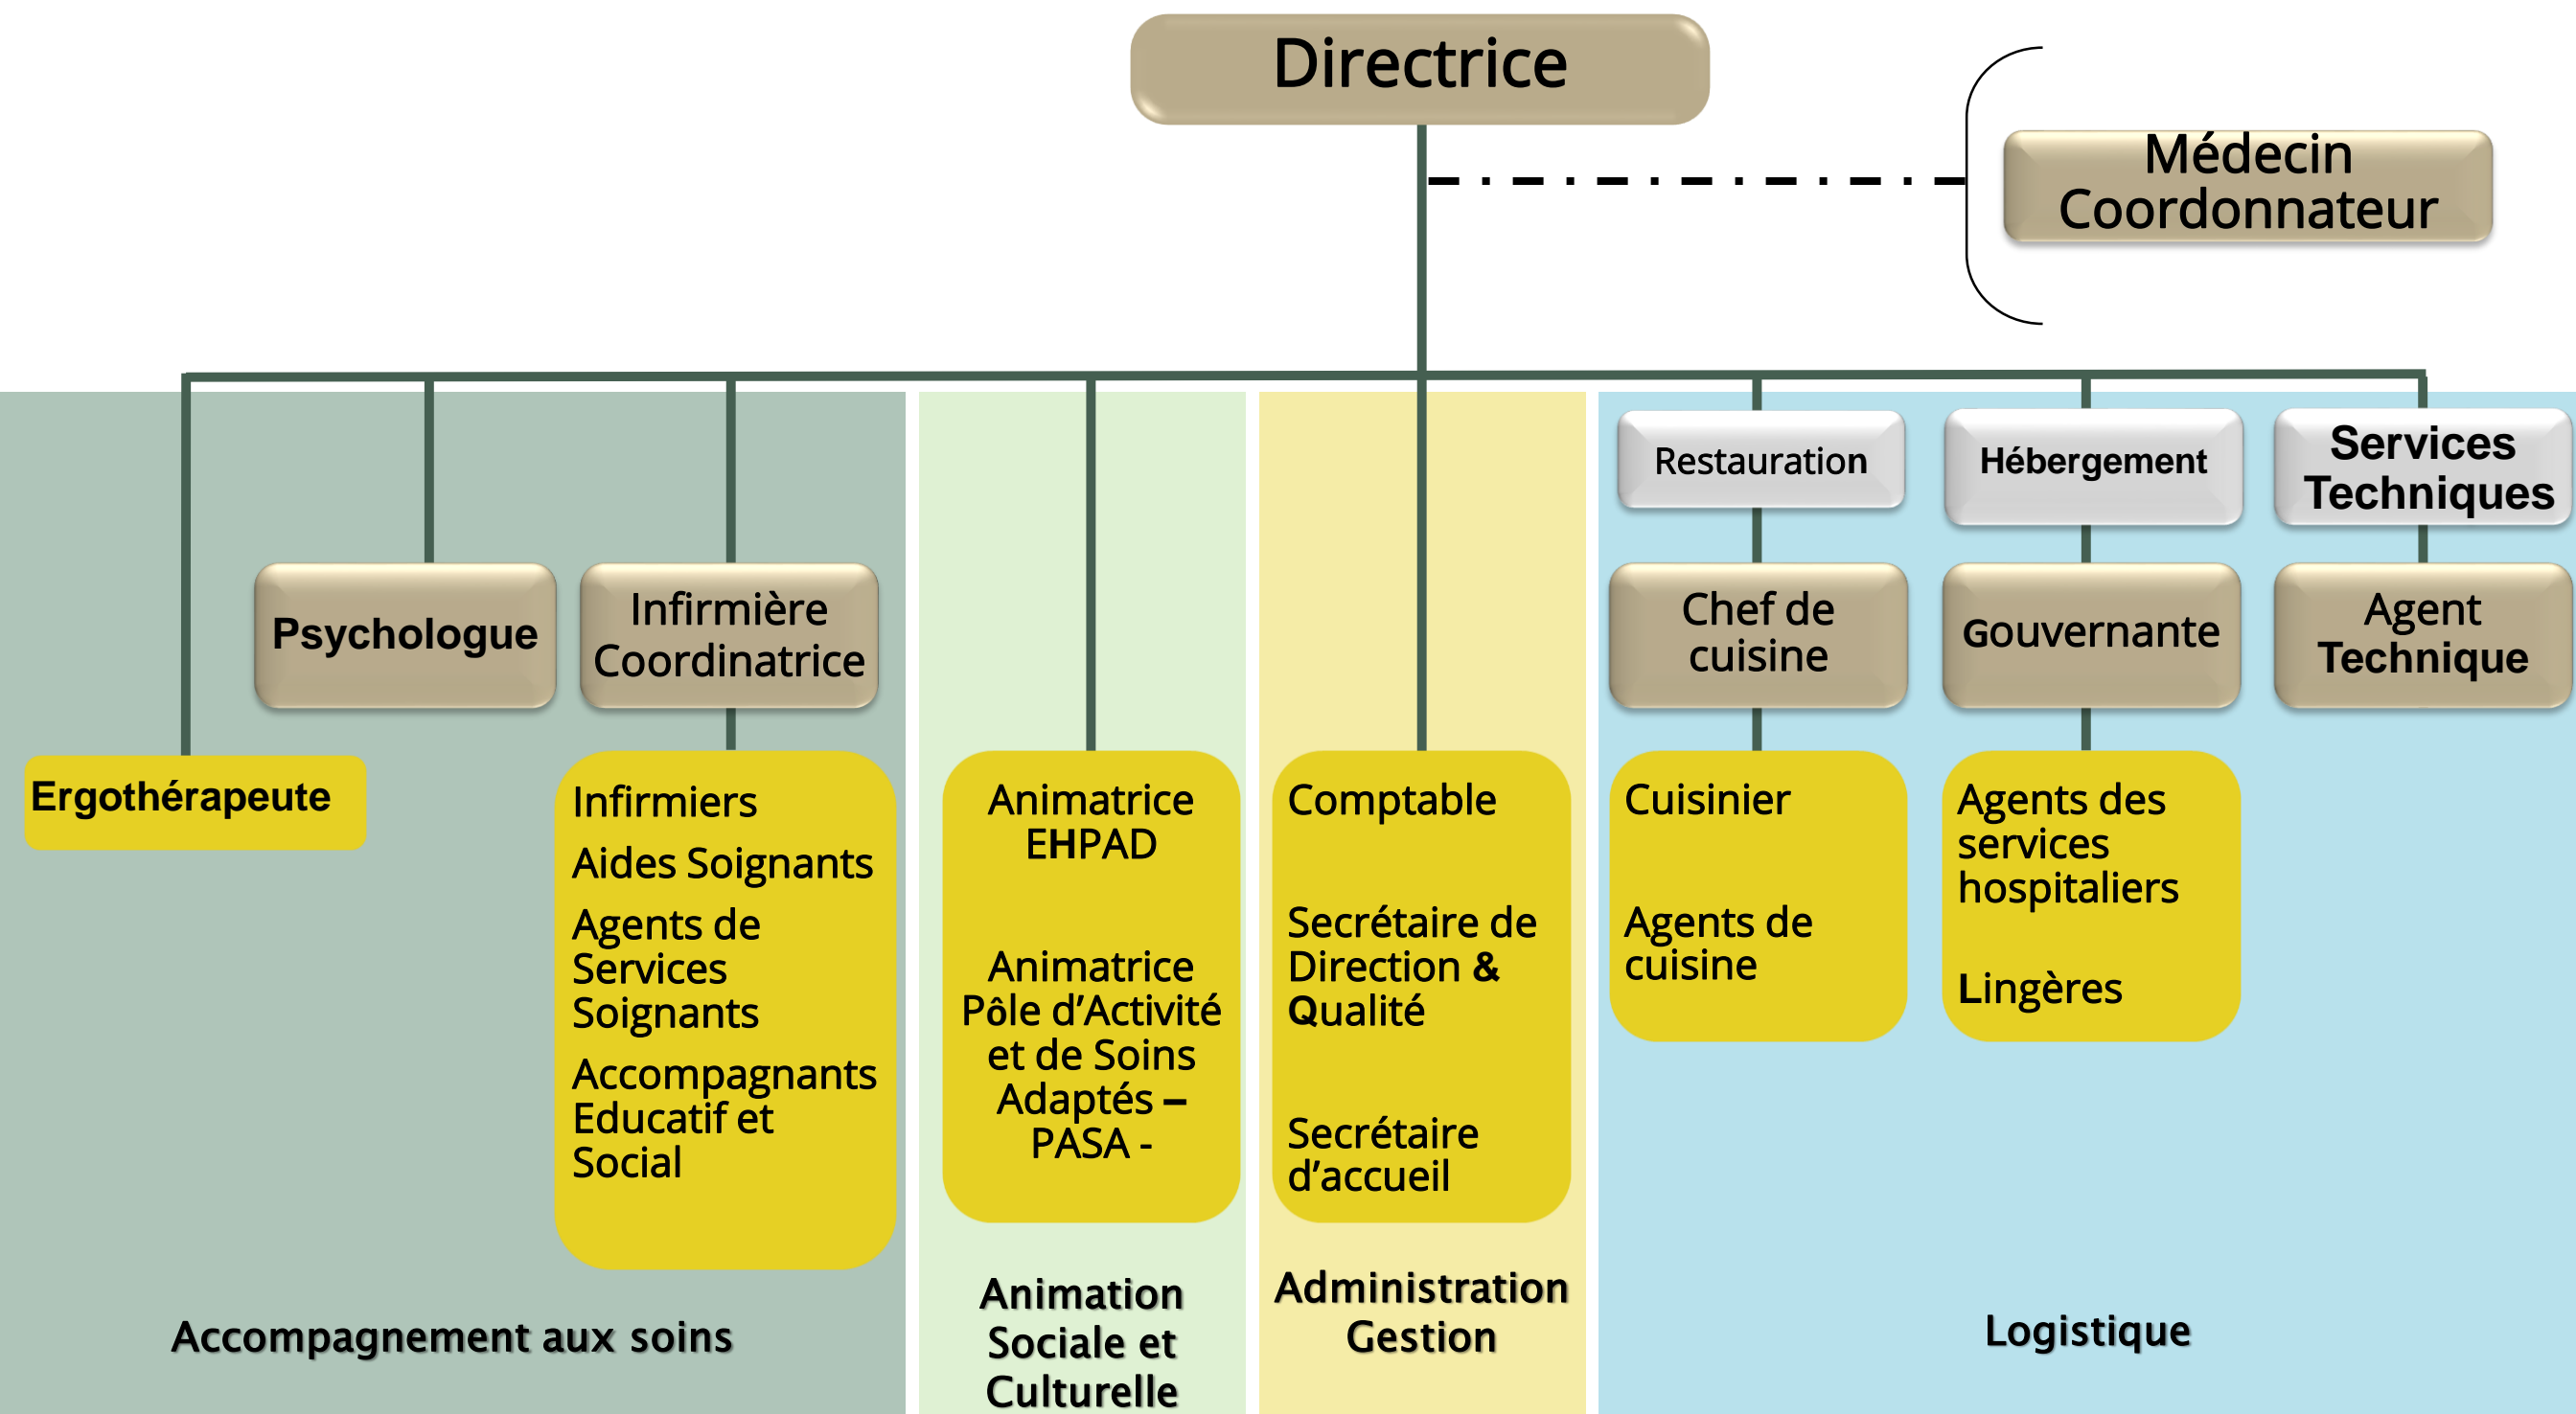 Directrice
Médecin
Coordonnateur
Restauration
Hébergement
Services
Techniques
Psychologue
Infirmière
Coordinatrice
Chef de
cuisine
Gouvernante
Agent
Technique
Ergothérapeute
Infirmiers
Aides Soignants
Agents de
Services
Soignants
Accompagnants
Educatif et
Social
Animatrice
EHPAD
Animatrice
Pôle d’Activité
et de Soins
Adaptés –
PASA -
Comptable
Secrétaire de
Direction &
Qualité
Secrétaire
d’accueil
Cuisinier
Agents de
cuisine
Agents des
services
hospitaliers
Lingères
Accompagnement aux soins
Animation
Sociale et
Culturelle
Administration
Gestion
Logistique